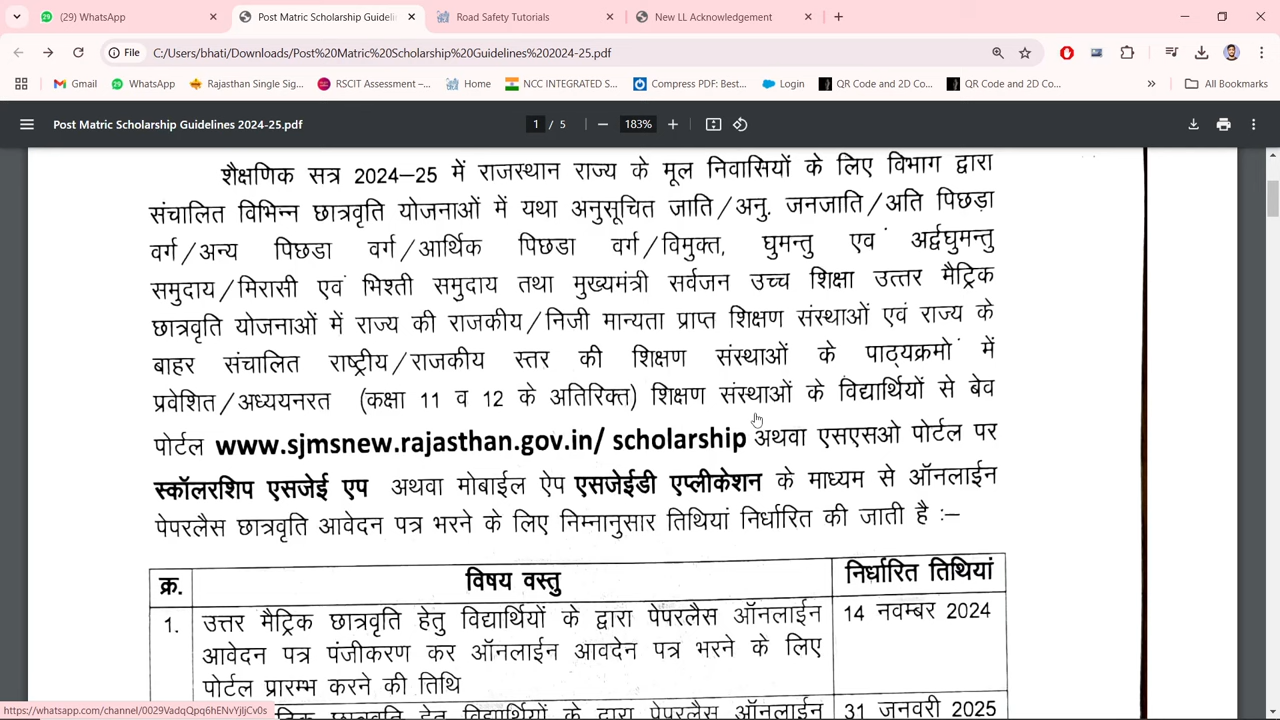 (29) WhatsApp
Post Matric Scholarship Guideli
Road Safety Tutorials
New LL Acknowledgement
File
C:/Users/bhati/Downloads/Post%20Matric%20Scholarship%20Guidelines%202024-25.pdf
Gmail
WhatsApp
Rajasthan Single Sig...
RSCIT Assessment –...
Home
NCC INTEGRATED S...
Compress PDF: Best...
Login
QR Code and 2D Co...
QR Code and 2D Co...
All Bookmarks
Post Matric Scholarship Guidelines 2024-25.pdf
1 / 5
183%
शैक्षणिक सत्र 2024–25 में राजस्थान राज्य के मूल निवासियों के लिए विभाग द्वारा
संचालित विभिन्न छात्रवृति योजनाओं में यथा अनुसूचित जाति/अनु. जनजाति/अति पिछड़ा
वर्ग/अन्य पिछडा वर्ग/आर्थिक पिछडा वर्ग/विमुक्त, घुमन्तु एवं अर्द्वघुमन्तु
समुदाय/मिरासी एवं भिश्ती समुदाय तथा मुख्यमंत्री सर्वजन उच्च शिक्षा उत्तर मैट्रिक
छात्रवृति योजनाओं में राज्य की राजकीय/निजी मान्यता प्राप्त शिक्षण संस्थाओं एवं राज्य के
बाहर संचालित राष्ट्रीय/राजकीय स्तर की शिक्षण संस्थाओं के पाठ्यक्रमों में
प्रवेशित/अध्ययनरत (कक्षा 11 व 12 के अतिरिक्त) शिक्षण संस्थाओं के विद्यार्थियों से बेव
पोर्टल www.sjmsnew.rajasthan.gov.in/ scholarship अथवा एसएसओ पोर्टल पर
स्कॉलरशिप एसजेई एप अथवा मोबाईल ऐप एसजेईडी एप्लीकेशन के माध्यम से ऑनलाईन
पेपरलैस छात्रवृति आवेदन पत्र भरने के लिए निम्नानुसार तिथियां निर्धारित की जाती है :–
क्र. विषय वस्तु निर्धारित तिथियां
1. उत्तर मैट्रिक छात्रवृति हेतु विद्यार्थियों के द्वारा पेपरलैस ऑनलाईन 14 नवम्बर 2024
आवेदन पत्र पंजीकरण कर ऑनलाईन आवदेन पत्र भरने के लिए
पोर्टल प्रारम्भ करने की तिथि
मैट्रिक छात्रवृति हेतु विद्यार्थियों के द्वारा पेपरलैस ऑनलाईन 31 जनवरी 2025
https://whatsapp.com/channel/0029VadqQpq6hENvYjljCv0s